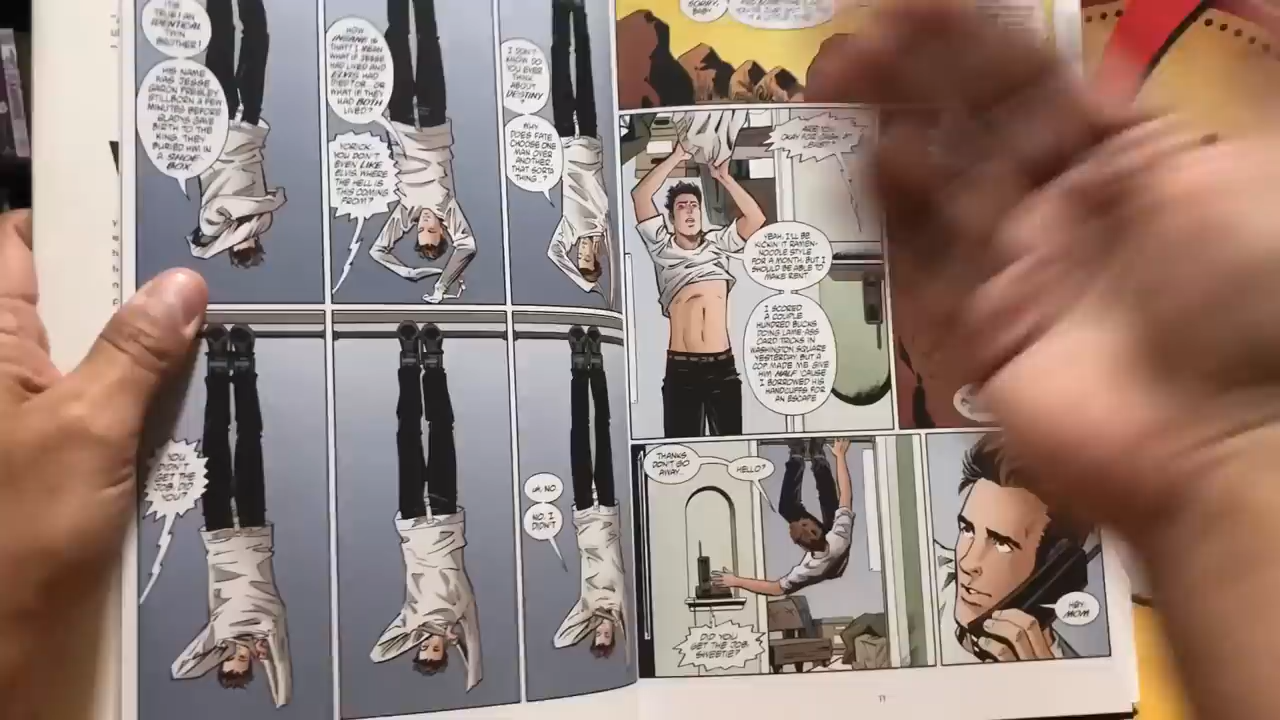 IDENTICAL
TWIN
BROTHER!
HIS NAME
WAS JESSE
GARON PRESLEY
STILLBORN A FEW
MINUTES BEFORE
GLADYS GAVE
BIRTH TO THE
KING. THEY
BURIED HIM IN
A SHOE-
BOX
HOW
INSANE IS
THAT? I MEAN
WHAT IF JESSE
HAD LIVED AND
ELVIS HAD
DIED? OR
WHAT IF THEY
HAD BOTH
LIVED?
YORICK,
YOU DON'T
EVEN LIKE
ELVIS. WHERE
THE HELL IS
THIS COMING
FROM?
I DON'T
KNOW. DO
YOU EVER
THINK
ABOUT
DESTINY?
WHY
DOES FATE
CHOOSE ONE
MAN OVER
ANOTHER,
THAT SORTA
THING..?
YOU
DIDN'T
GET THE
JOB, DID
YOU?
UH, NO.
NO, I
DIDN'T
SORRY,
BABY
ARE YOU
OKAY FOR CASH, AT
LEAST?
YEAH, I'LL BE
KICKIN' IT RAMEN-
NOODLE STYLE
FOR A MONTH, BUT I
SHOULD BE ABLE TO
MAKE RENT
I SCORED
A COUPLE
HUNDRED BUCKS
DOING LAME-ASS
CARD TRICKS IN
WASHINGTON SQUARE
YESTERDAY, BUT A
COP MADE ME GIVE
HIM HALF 'CAUSE
I BORROWED HIS
HANDCUFFS FOR
AN ESCAPE
THANKS
DON'T GO
AWAY...
HELLO?
DID YOU
GET THE JOB,
SWEETIE?
HEY,
MOM
11